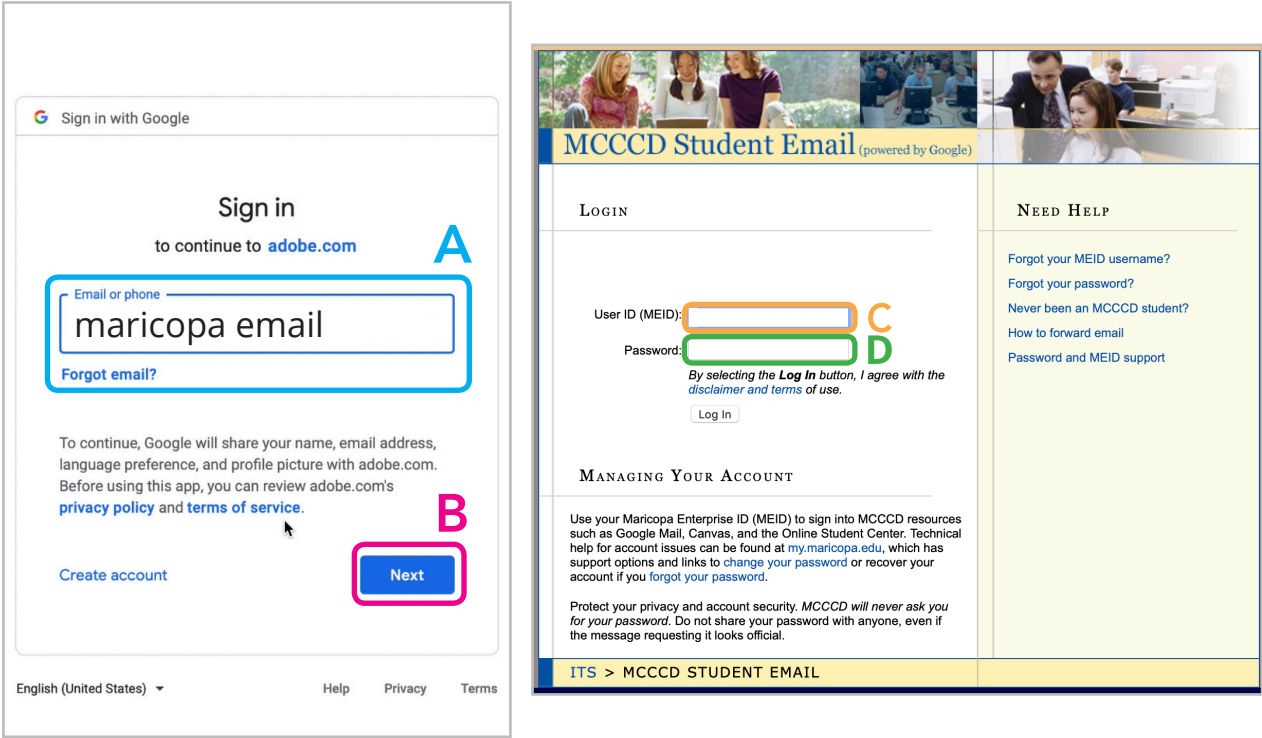 Sign in with Google
Sign in
to continue to adobe.com
A
Email or phone
maricopa email
Forgot email?
To continue, Google will share your name, email address,
language preference, and profile picture with adobe.com.
Before using this app, you can review adobe.com's
privacy policy and terms of service.
B
Create account
Next
English (United States)
Help
Privacy
Terms
MCCCD Student Email (powered by Google)
Login
User ID (MEID):
C
Password:
D
By selecting the Log In button, I agree with the
disclaimer and terms of use.
Log In
Managing Your Account
Use your Maricopa Enterprise ID (MEID) to sign into MCCCD resources
such as Google Mail, Canvas, and the Online Student Center. Technical
help for account issues can be found at my.maricopa.edu, which has
support options and links to change your password or recover your
account if you forgot your password.
Protect your privacy and account security. MCCCD will never ask you
for your password. Do not share your password with anyone, even if
the message requesting it looks official.
Need Help
Forgot your MEID username?
Forgot your password?
Never been an MCCCD student?
How to forward email
Password and MEID support
ITS > MCCCD STUDENT EMAIL